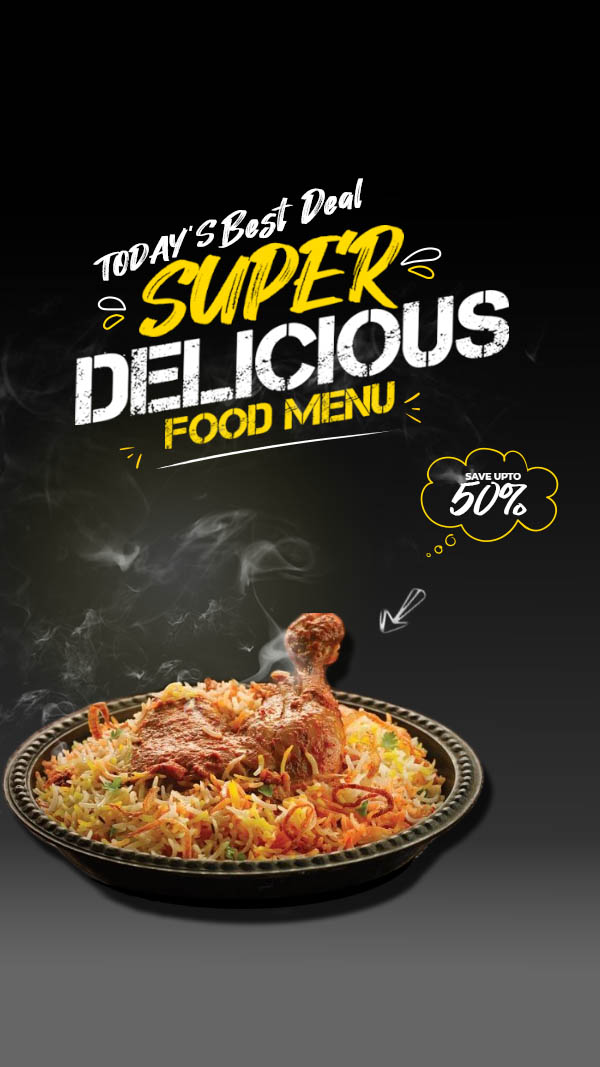 TODAY'S Best Deal
SUPER
DELICIOUS
FOOD MENU
SAVE UPTO
50%